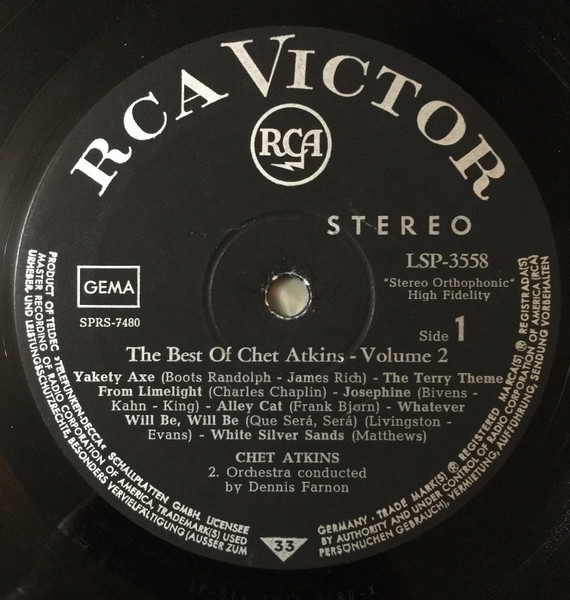 RCA VICTOR
RCA
STEREO
LSP-3558
GEMA
"Stereo Orthophonic"
High Fidelity
SPRS-7480
Side 1
The Best Of Chet Atkins - Volume 2
Yakety Axe (Boots Randolph - James Rich) - The Terry Theme
From Limelight (Charles Chaplin) - Josephine (Bivens -
Kahn - King) - Alley Cat (Frank Bjørn) - Whatever
Will Be, Will Be (Que Será, Será) (Livingston -
Evans) - White Silver Sands (Matthews)
CHET ATKINS
2. Orchestra conducted
by Dennis Farnon
33
PRODUCT OF TELDEC »TELEFUNKEN-DECCA« SCHALLPLATTEN GMBH. LICENSEE
MASTER RECORDING OF RADIO CORPORATION OF AMERICA, TRADEMARK(S) USED
URHEBER- UND LEISTUNGSSCHUTZRECHTE, BESONDERS VERVIELFÄLTIGUNG (AUSSER ZUM
GERMANY · TRADE MARK(S) ® REGISTERED MARCA(S) ® REGISTRADA(S)
BY AUTHORITY AND UNDER CONTROL OF RADIO CORPORATION OF AMERICA (RCA)
PERSÖNLICHEN GEBRAUCH), VERMIETUNG, AUFFÜHRUNG, SENDUNG VORBEHALTEN